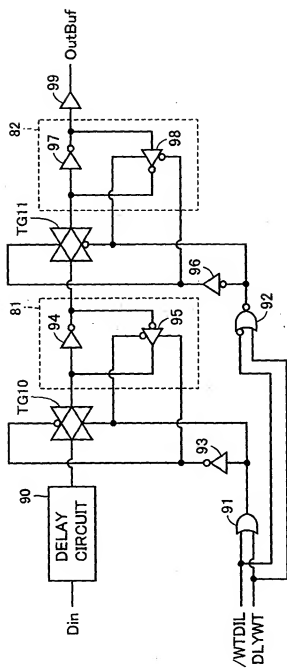 Din
90
DELAY
CIRCUIT
TG10
81
94
95
93
TG11
82
97
98
96
99
OutBuf
/WTDIL
DLYWT
91
92